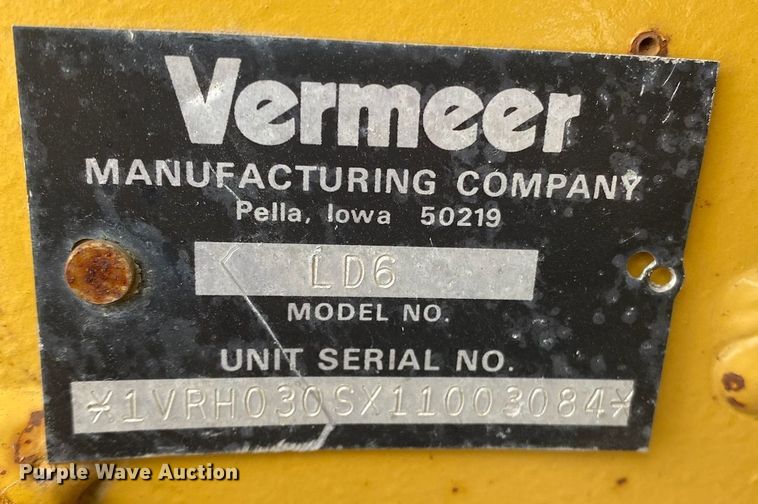 Vermeer
MANUFACTURING COMPANY
Pella, Iowa 50219
LD6
MODEL NO.
UNIT SERIAL NO.
*1VRH030SX11003084*
Purple Wave Auction